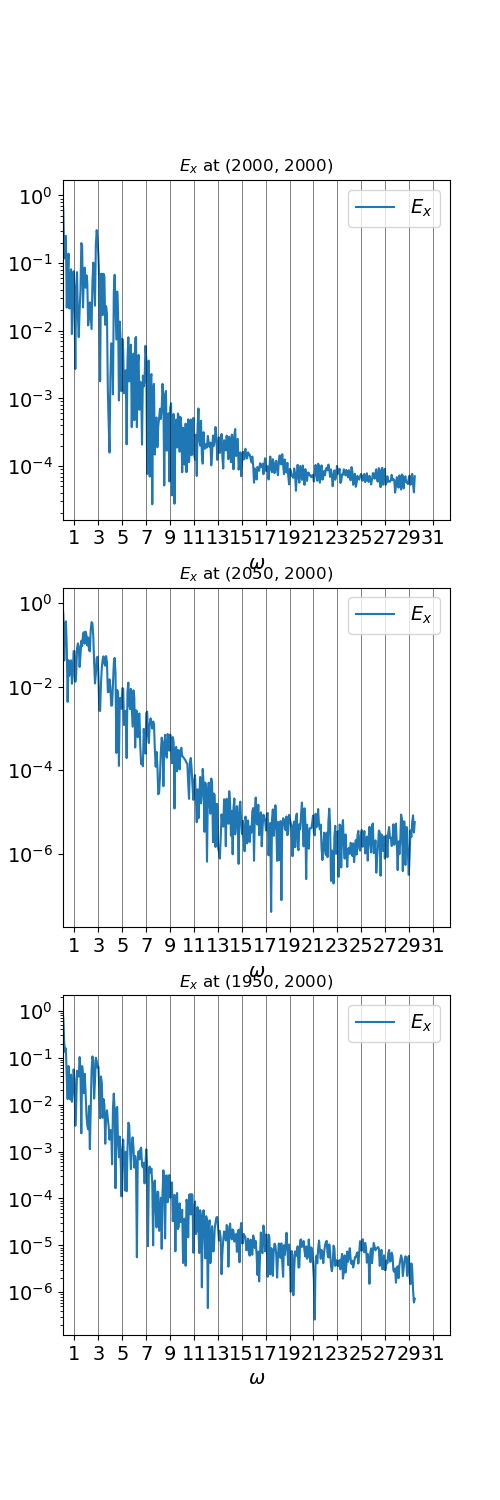 E_x at (2000, 2000)
10^0
10^{-1}
10^{-2}
10^{-3}
10^{-4}
E_x
1 3 5 7 9 11 13 15 17 19 21 23 25 27 29 31
ω
E_x at (2050, 2000)
10^0
10^{-2}
10^{-4}
10^{-6}
E_x
1 3 5 7 9 11 13 15 17 19 21 23 25 27 29 31
ω
E_x at (1950, 2000)
10^0
10^{-1}
10^{-2}
10^{-3}
10^{-4}
10^{-5}
10^{-6}
E_x
1 3 5 7 9 11 13 15 17 19 21 23 25 27 29 31
ω